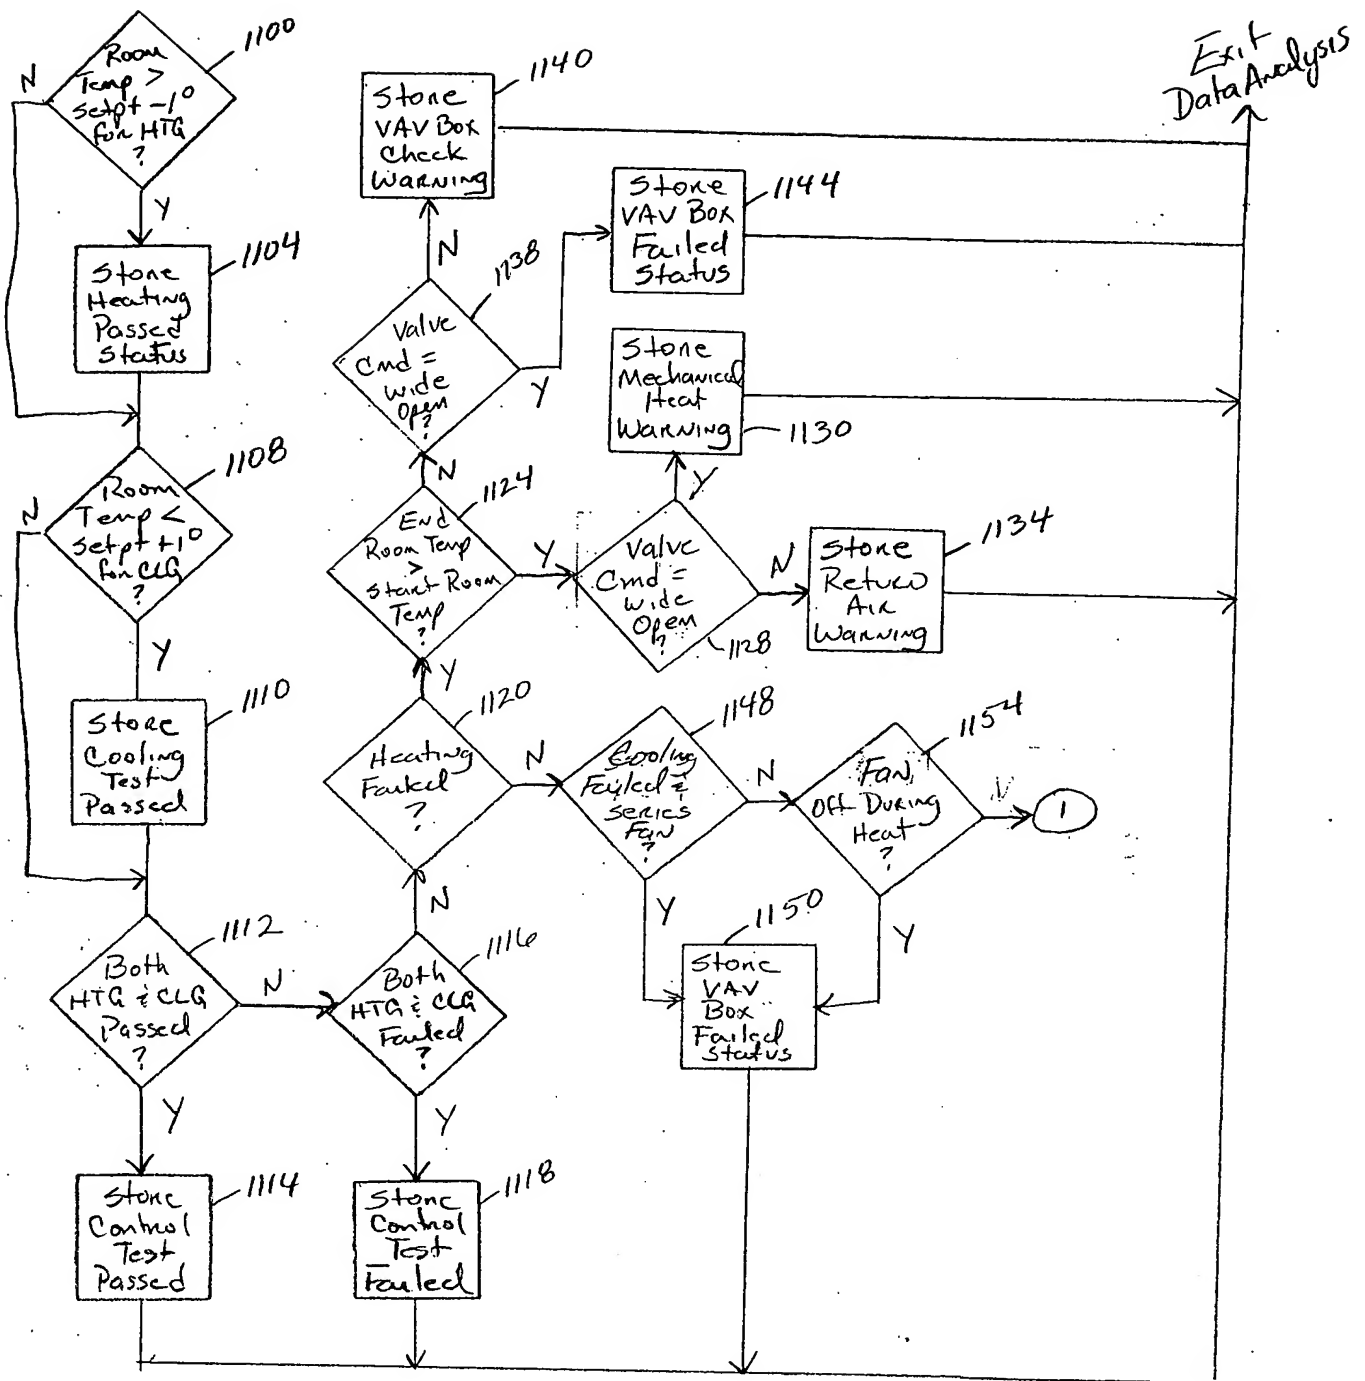 Room
Temp >
setpt -1°
for HTG
?
1100
N
Y
Store
Heating
Passed
Status
1104
Room
Temp <
setpt +1°
for CLG
?
1108
N
Y
Store
Cooling
Test
Passed
1110
Both
HTG & CLG
Passed
?
1112
N
Y
Store
Control
Test
Passed
1114
Both
HTG & CLG
Failed
?
1116
N
Y
Store
Control
Test
Failed
1118
Heating
Failed
?
1120
Y
N
End
Room Temp
>
Start Room
Temp
?
1124
N
Y
Valve
Cmd =
wide
Open
?
1138
N
Y
Store
VAV Box
Check
Warning
1140
Store
VAV Box
Failed
Status
1144
Store
Mechanical
Heat
Warning
1130
Y
Valve
Cmd =
wide
Open
?
1128
N
Store
Return
Air
Warning
1134
Cooling
Failed &
series
Fan
?
1148
N
Y
Fan
Off During
Heat
?
1154
N
Y
1
Store
VAV
Box
Failed
Status
1150
Exit
Data Analysis